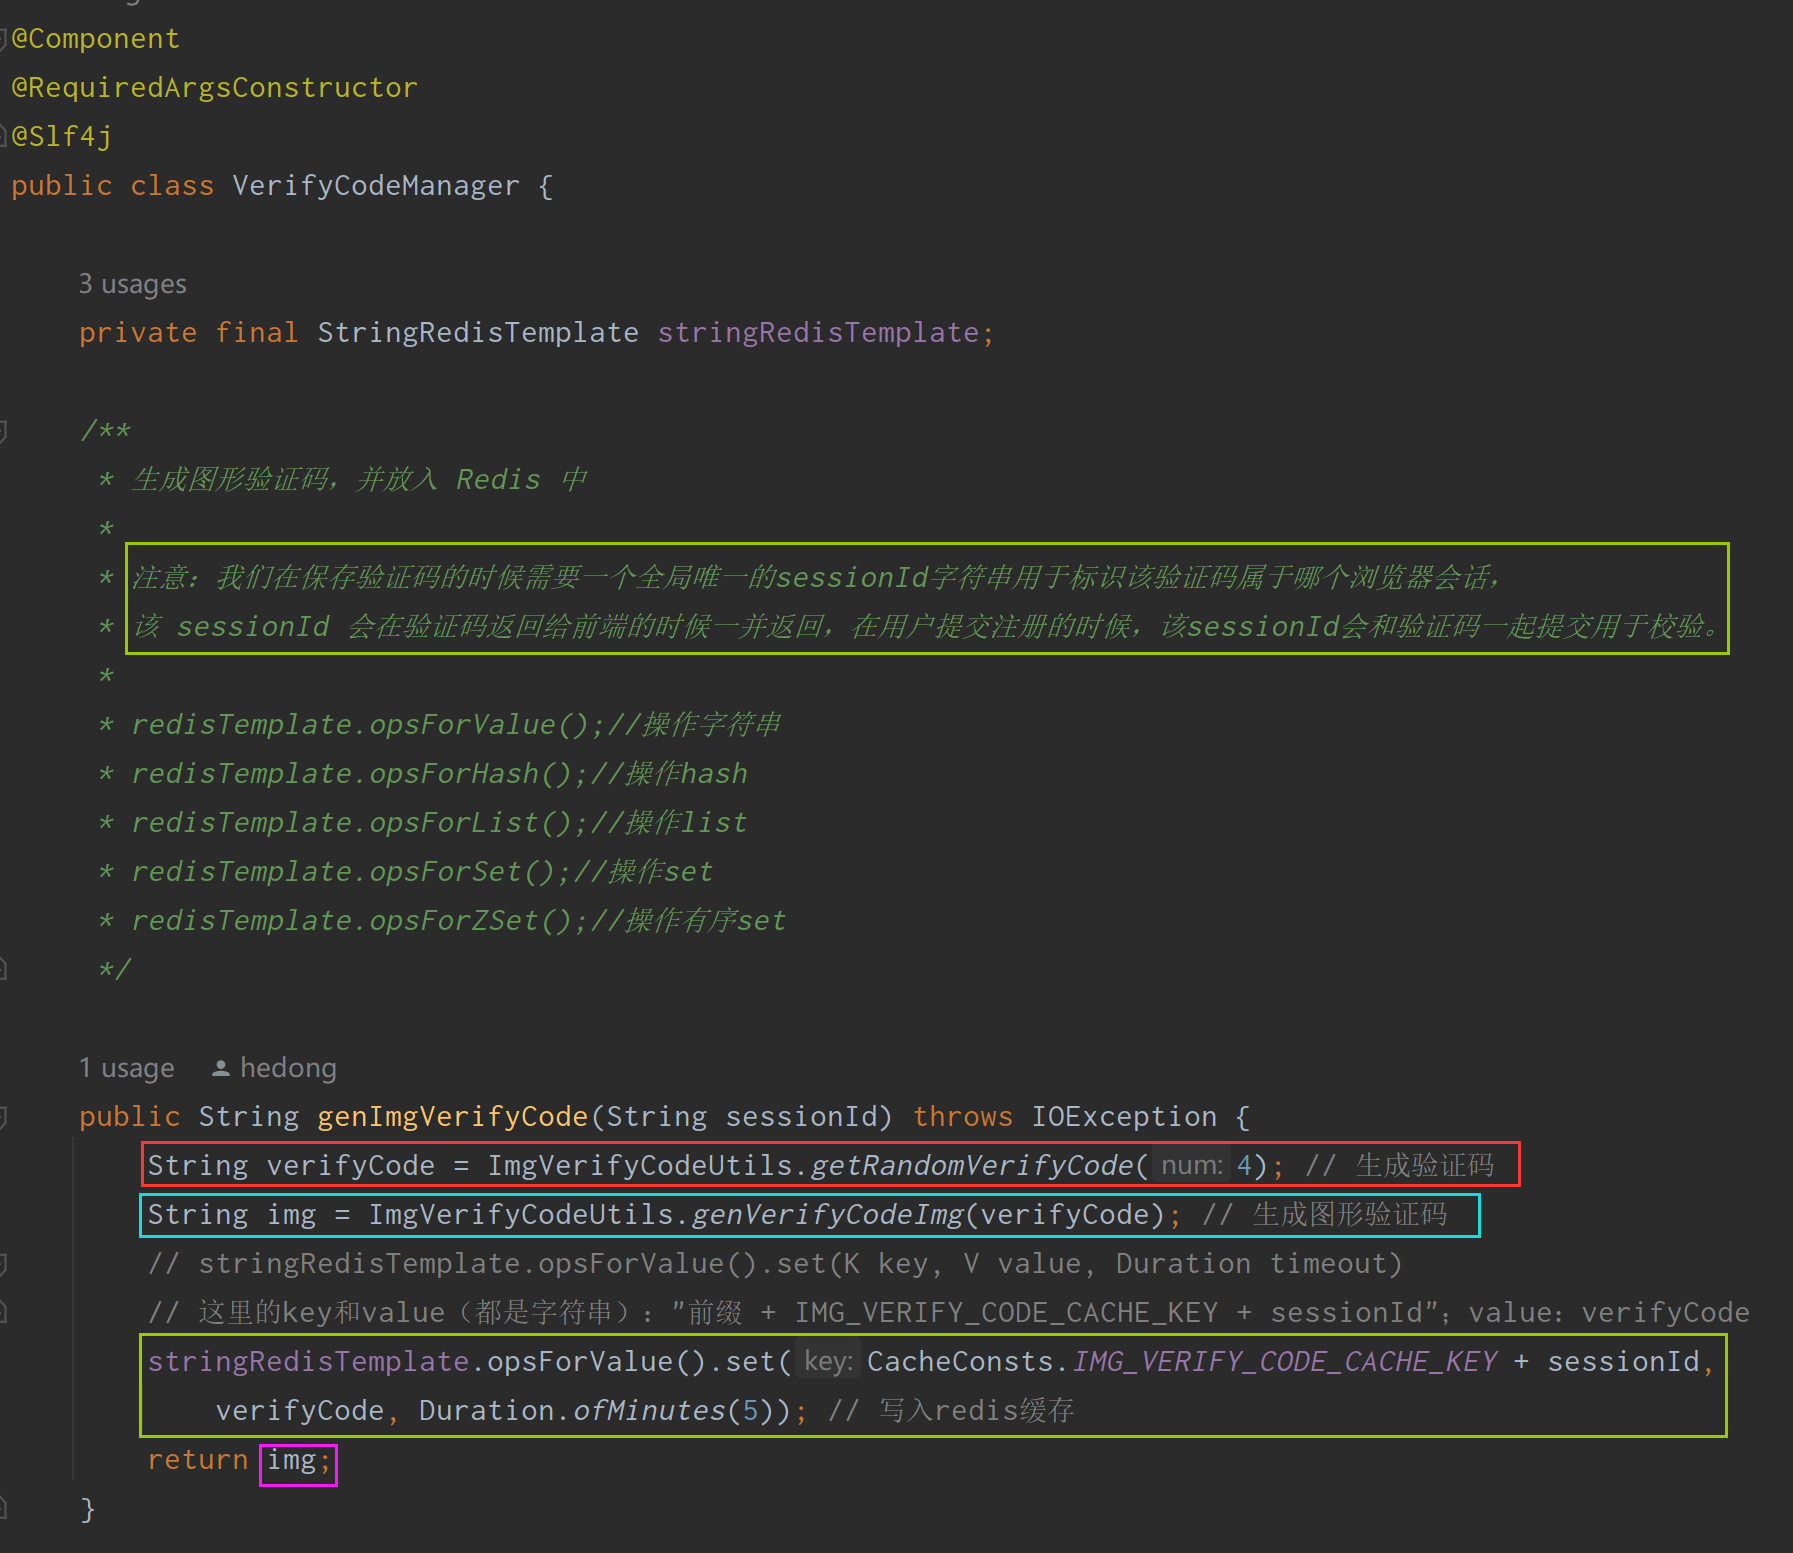 @Component
@RequiredArgsConstructor
@Slf4j
public class VerifyCodeManager {
3 usages
private final StringRedisTemplate stringRedisTemplate;
/**
* 生成图形验证码，并放入 Redis 中
*
* 注意：我们在保存验证码的时候需要一个全局唯一的sessionId字符串用于标识该验证码属于哪个浏览器会话，
* 该 sessionId 会在验证码返回给前端的时候一并返回，在用户提交注册的时候，该sessionId会和验证码一起提交用于校验。
*
* redisTemplate.opsForValue();//操作字符串
* redisTemplate.opsForHash();//操作hash
* redisTemplate.opsForList();//操作list
* redisTemplate.opsForSet();//操作set
* redisTemplate.opsForZSet();//操作有序set
*/
1 usage hedong
public String genImgVerifyCode(String sessionId) throws IOException {
String verifyCode = ImgVerifyCodeUtils.getRandomVerifyCode( num: 4); // 生成验证码
String img = ImgVerifyCodeUtils.genVerifyCodeImg(verifyCode); // 生成图形验证码
// stringRedisTemplate.opsForValue().set(K key, V value, Duration timeout)
// 这里的key和value（都是字符串）："前缀 + IMG_VERIFY_CODE_CACHE_KEY + sessionId"；value：verifyCode
stringRedisTemplate.opsForValue().set( key: CacheConsts.IMG_VERIFY_CODE_CACHE_KEY + sessionId,
verifyCode, Duration.ofMinutes(5)); // 写入redis缓存
return img;
}